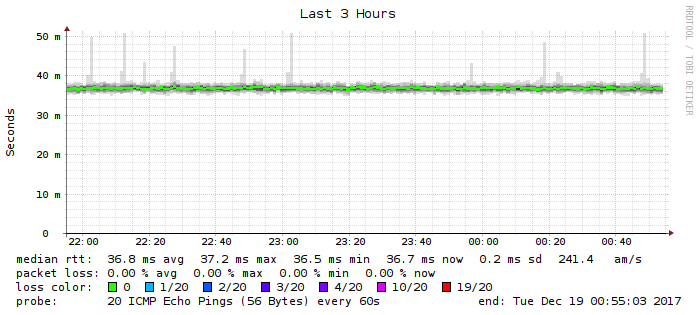 Last 3 Hours
RRDTOOL / TOBI OETIKER
Seconds
50 m
40 m
30 m
20 m
10 m
0
22:00 22:20 22:40 23:00 23:20 23:40 00:00 00:20 00:40
median rtt: 36.8 ms avg 37.2 ms max 36.5 ms min 36.7 ms now 0.2 ms sd 241.4 am/s
packet loss: 0.00 % avg 0.00 % max 0.00 % min 0.00 % now
loss color: 0 1/20 2/20 3/20 4/20 10/20 19/20
probe: 20 ICMP Echo Pings (56 Bytes) every 60s end: Tue Dec 19 00:55:03 2017